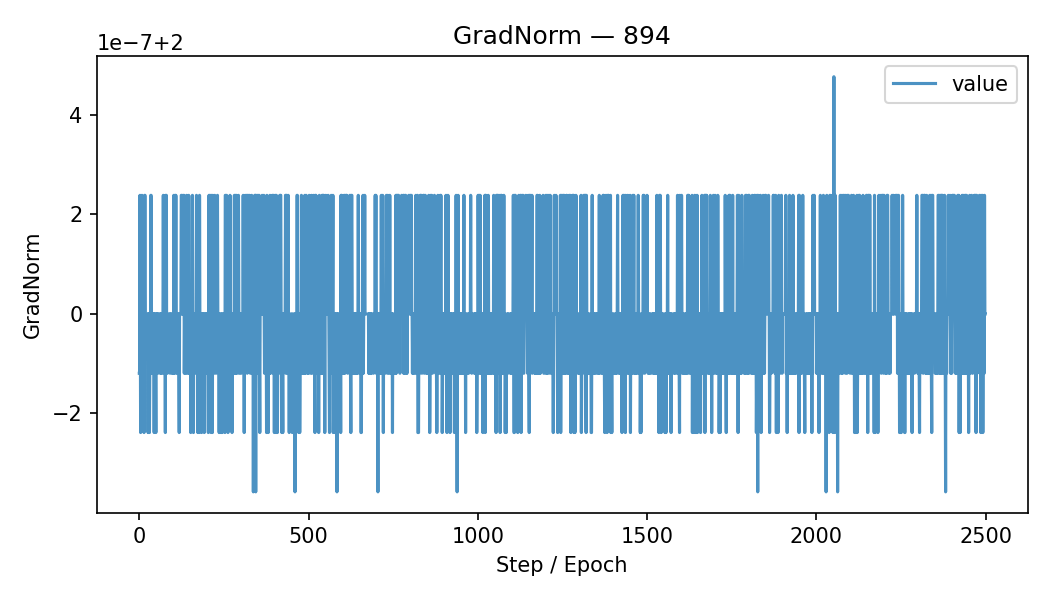 GradNorm — 894
1e−7+2
value
4
2
0
−2
GradNorm
0
500
1000
1500
2000
2500
Step / Epoch